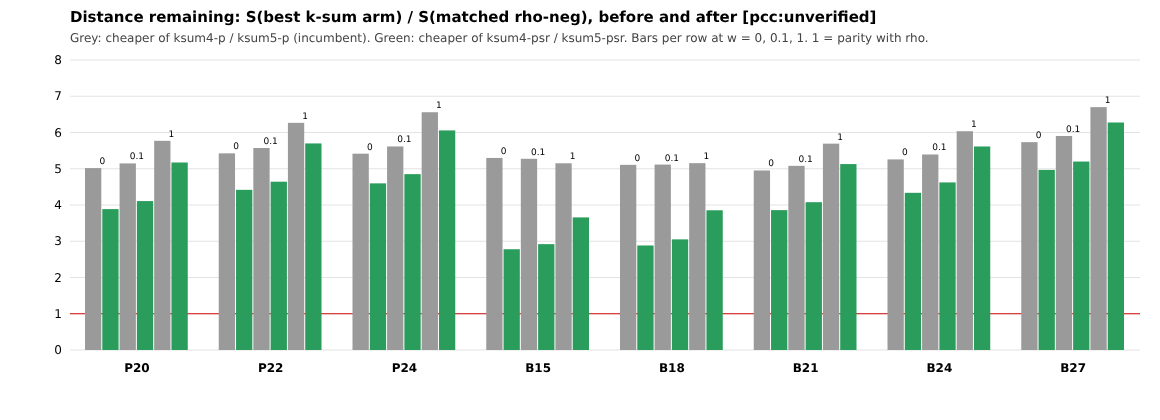 Distance remaining: S(best k-sum arm) / S(matched rho-neg), before and after [pcc:unverified]
Grey: cheaper of ksum4-p / ksum5-p (incumbent). Green: cheaper of ksum4-psr / ksum5-psr. Bars per row at w = 0, 0.1, 1. 1 = parity with rho.
8
7
6
5
4
3
2
1
0
0 0.1 1 0 0.1 1 0 0.1 1 0 0.1 1 0 0.1 1 0 0.1 1 0 0.1 1 0 0.1 1
P20 P22 P24 B15 B18 B21 B24 B27